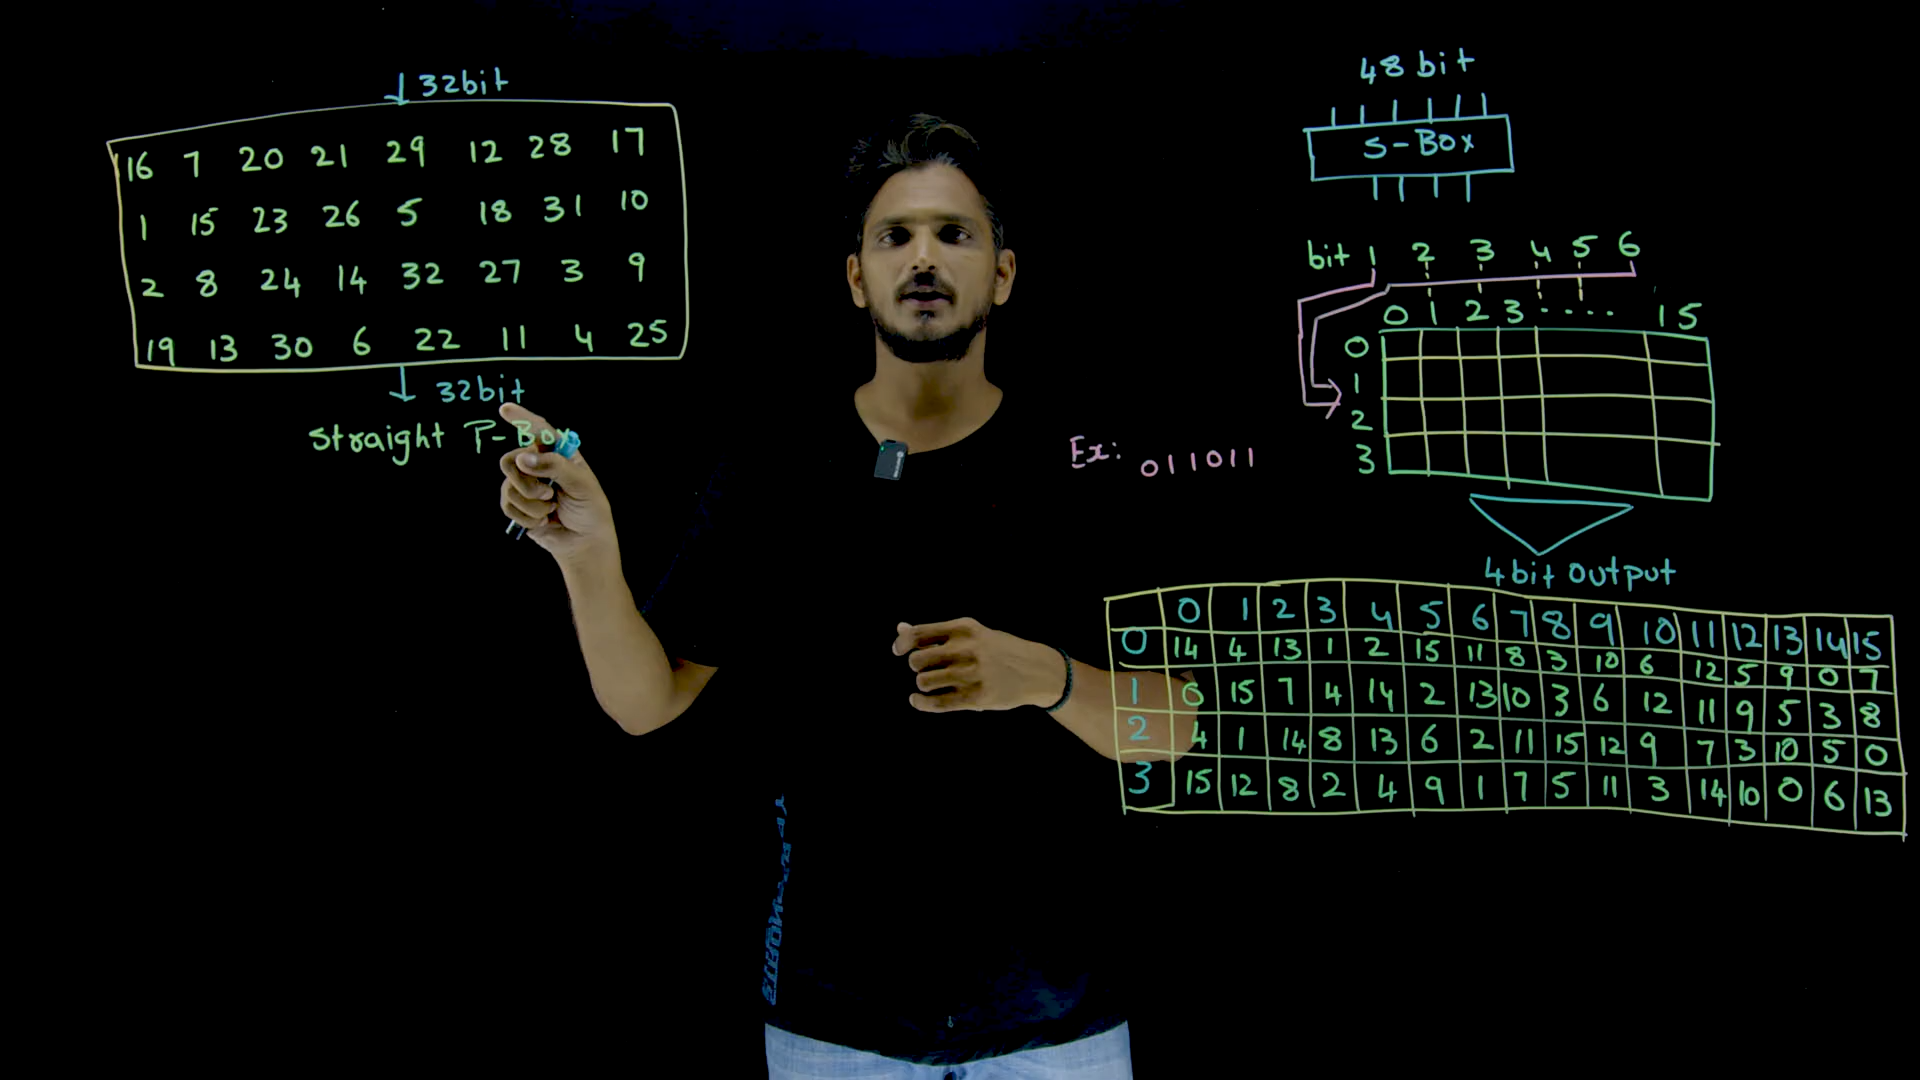 32bit
16 7 20 21 29 12 28 17
1 15 23 26 5 18 31 10
2 8 24 14 32 27 3 9
19 13 30 6 22 11 4 25
32bit
straight P-Box
48 bit
S-Box
bit 1 2 3 4 5 6
0 1 2 3 .... 15
0
1
2
3
Ex: 011011
4bit output
0 1 2 3 4 5 6 7 8 9 10 11 12 13 14 15
0 14 4 13 1 2 15 11 8 3 10 6 12 5 9 0 7
1 0 15 7 4 14 2 13 10 3 6 12 11 9 5 3 8
2 4 1 14 8 13 6 2 11 15 12 9 7 3 10 5 0
3 15 12 8 2 4 9 1 7 5 11 3 14 10 0 6 13